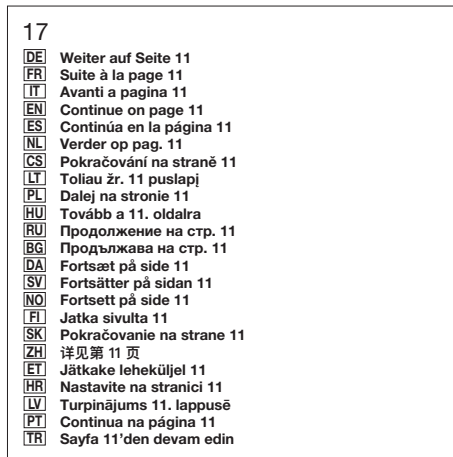 17
DE Weiter auf Seite 11
FR Suite à la page 11
IT Avanti a pagina 11
EN Continue on page 11
ES Continúa en la página 11
NL Verder op pag. 11
CS Pokračování na straně 11
LT Toliau žr. 11 puslapį
PL Dalej na stronie 11
HU Tovább a 11. oldalra
RU Продолжение на стр. 11
BG Продължава на стр. 11
DA Fortsæt på side 11
SV Fortsätter på sidan 11
NO Fortsett på side 11
FI Jatka sivulta 11
SK Pokračovanie na strane 11
ZH 详见第 11 页
ET Jätkake leheküljel 11
HR Nastavite na stranici 11
LV Turpinājums 11. lappusē
PT Continua na página 11
TR Sayfa 11’den devam edin